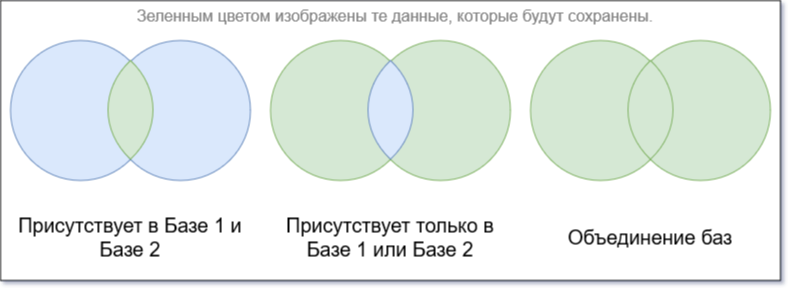 Зеленным цветом изображены те данные, которые будут сохранены.
Присутствует в Базе 1 и
Базе 2
Присутствует только в
Базе 1 или Базе 2
Объединение баз